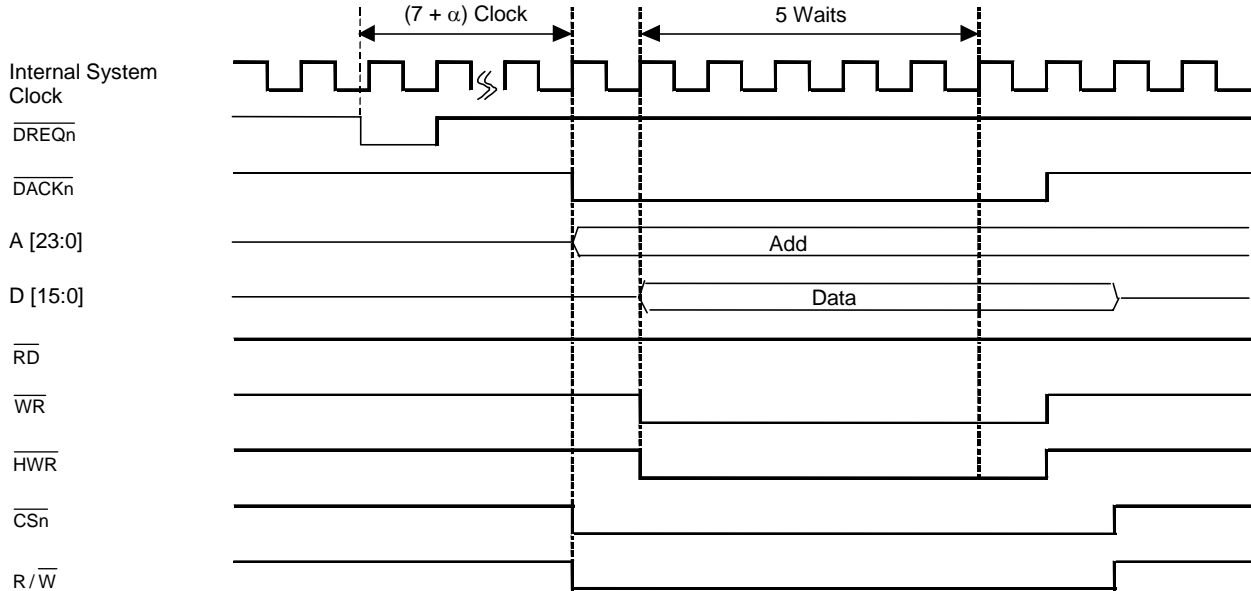 (7 + α) Clock
5 Waits
Internal System
Clock
DREQn
DACKn
A [23:0]
Add
D [15:0]
Data
RD
WR
HWR
CSn
R / W